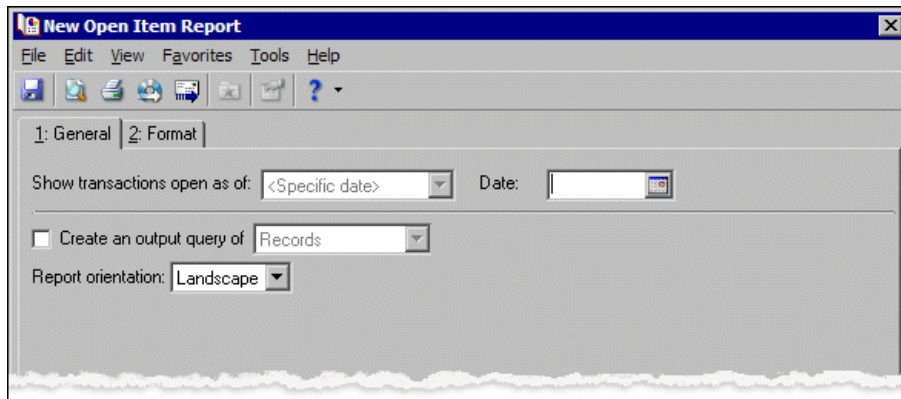 New Open Item Report
File Edit View Favorites Tools Help
?
1: General 2: Format
Show transactions open as of: <Specific date> Date:
Create an output query of Records
Report orientation: Landscape